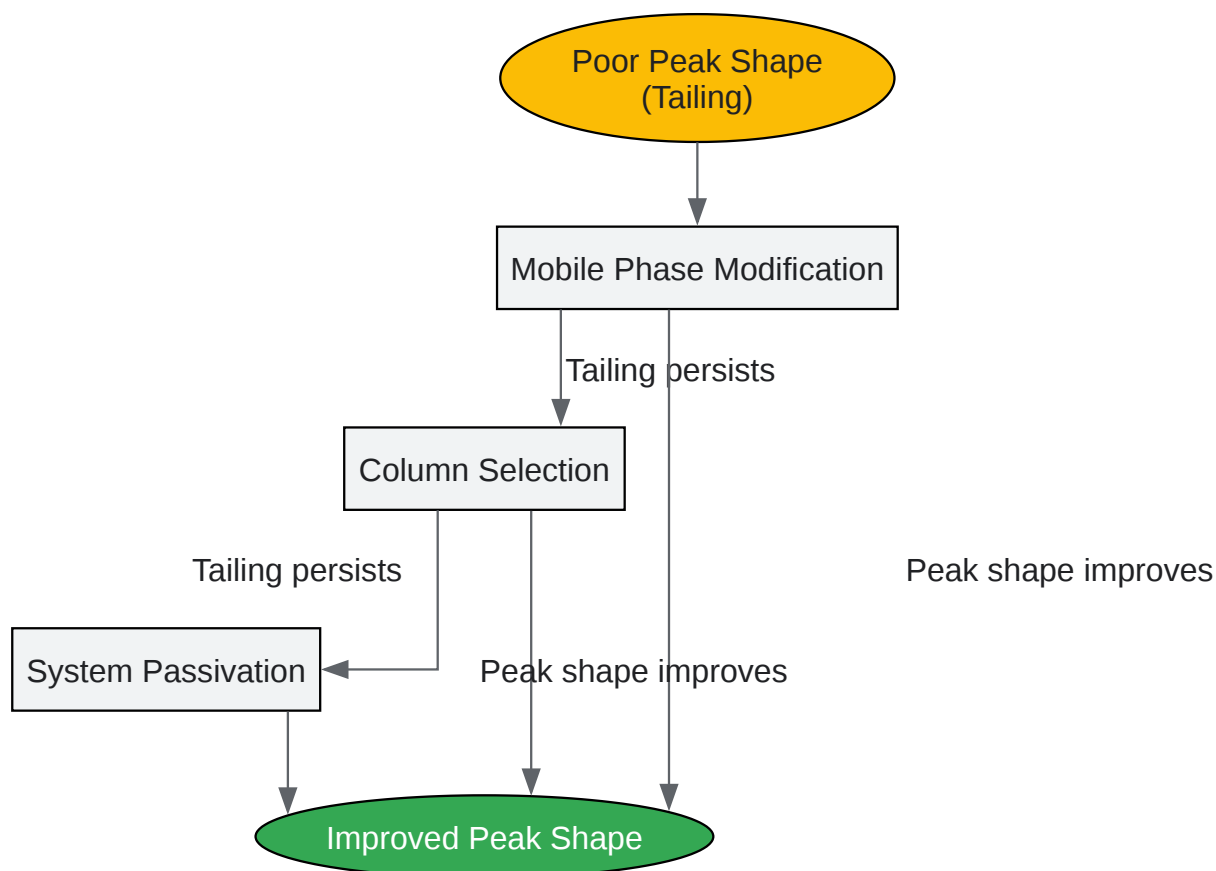 Poor Peak Shape
(Tailing)
Mobile Phase Modification
Tailing persists
Column Selection
Tailing persists
Peak shape improves
System Passivation
Peak shape improves
Improved Peak Shape